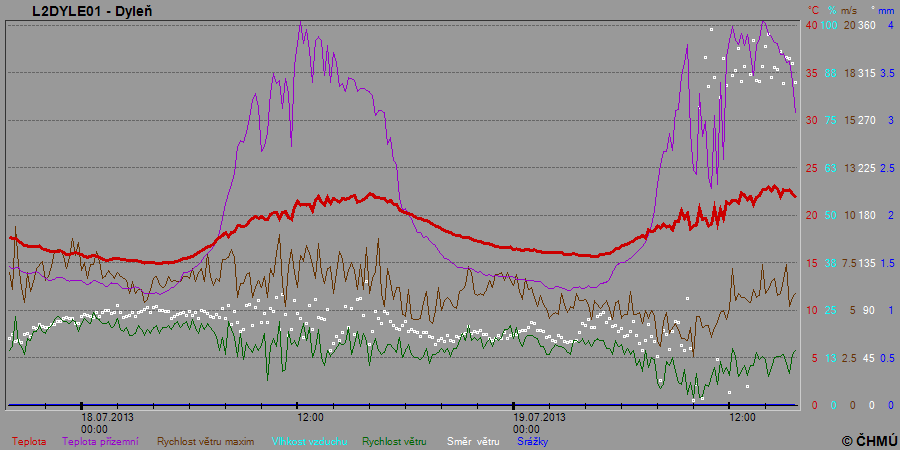 L2DYLE01 - Dyleň
°C % m/s ° mm
40 100 20 360 4
35 88 18 315 3.5
30 75 15 270 3
25 63 13 225 2.5
20 50 10 180 2
15 38 7.5 135 1.5
10 25 5 90 1
5 13 2.5 45 0.5
0 0 0 0 0
18.07.2013 12:00 19.07.2013 12:00
00:00 00:00
Teplota Teplota přízemní Rychlost větru maxim Vlhkost vzduchu Rychlost větru Směr větru Srážky © ČHMÚ